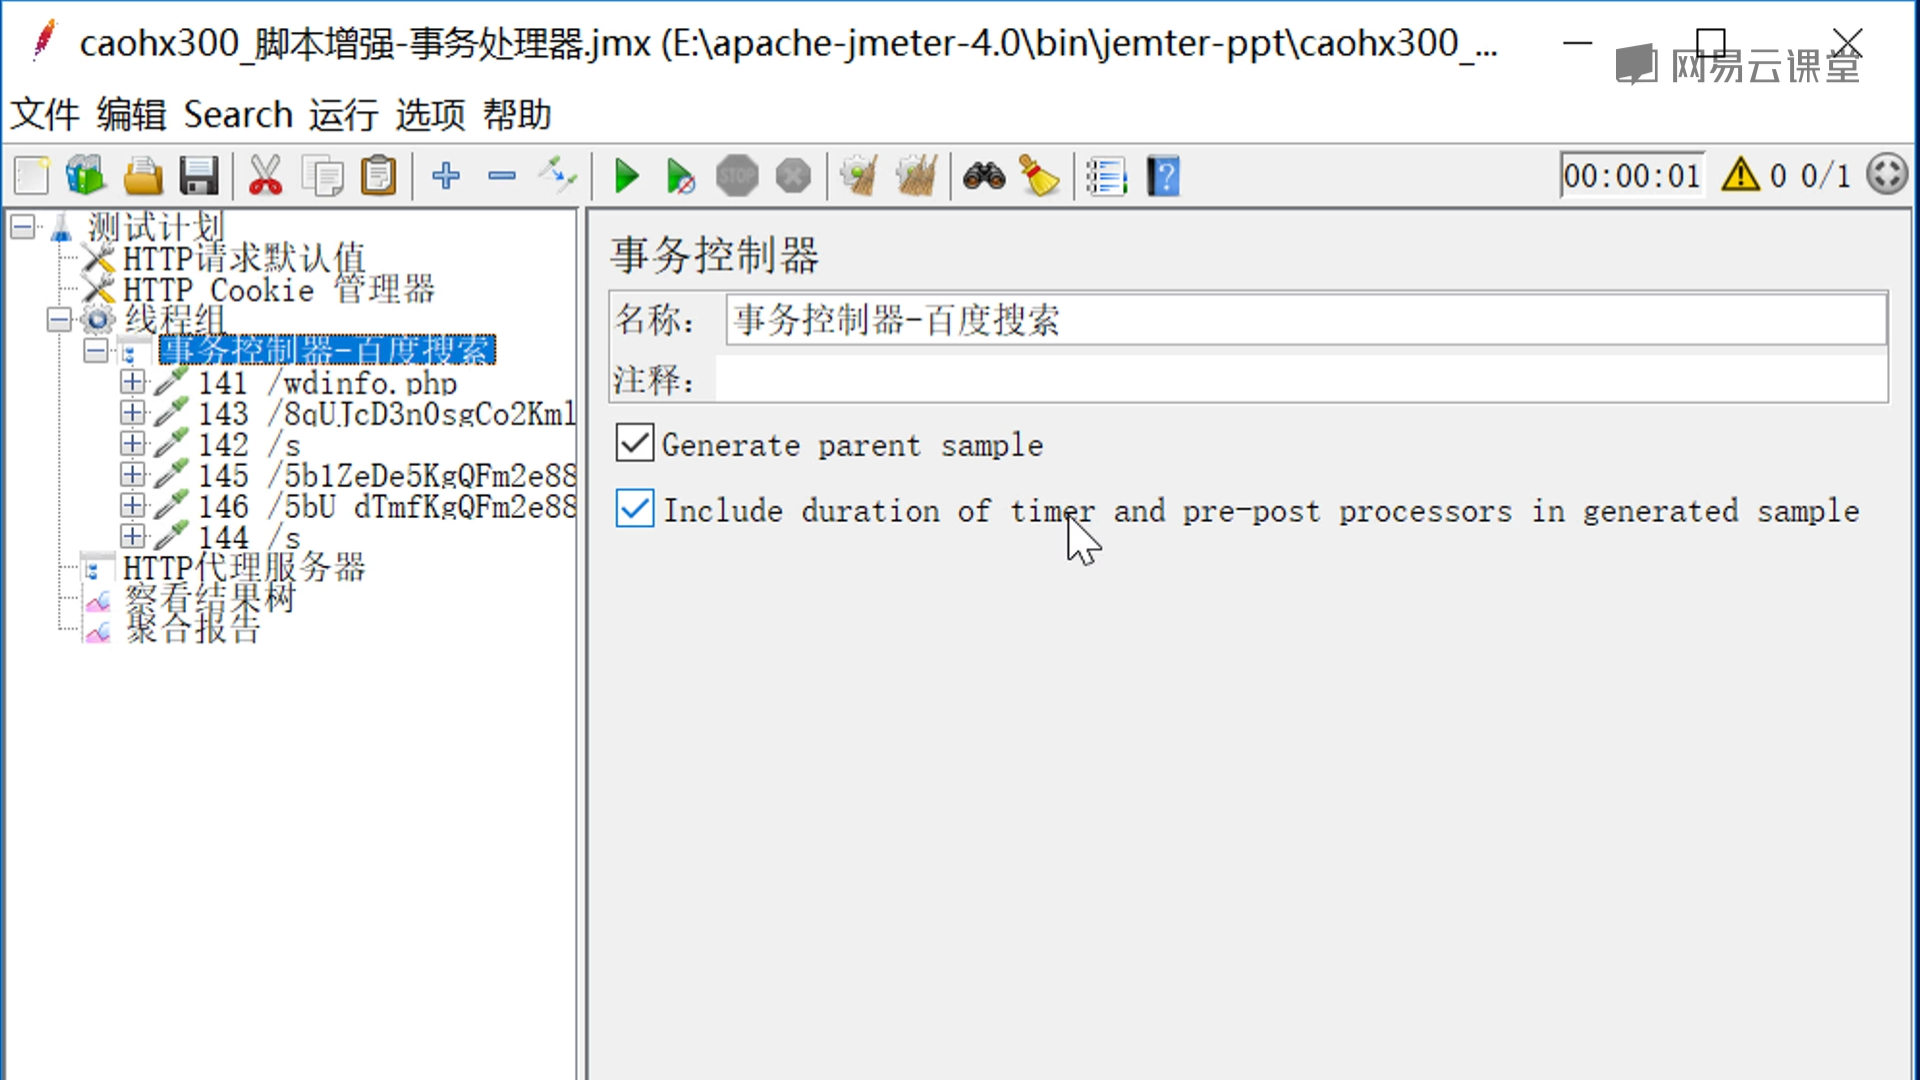 caohx300_脚本增强-事务处理器.jmx (E:\apache-jmeter-4.0\bin\jemter-ppt\caohx300_...
网易云课堂
文件 编辑 Search 运行 选项 帮助
STOP
00:00:01 0 0/1
测试计划
HTTP请求默认值
HTTP Cookie 管理器
线程组
事务控制器-百度搜索
141 /wdinfo.php
143 /8qUJcD3n0sgCo2Kml
142 /s
145 /5b1ZeDe5KgQFm2e88
146 /5bU_dTmfKgQFm2e88
144 /s
HTTP代理服务器
察看结果树
聚合报告
事务控制器
名称: 事务控制器-百度搜索
注释:
Generate parent sample
Include duration of timer and pre-post processors in generated sample